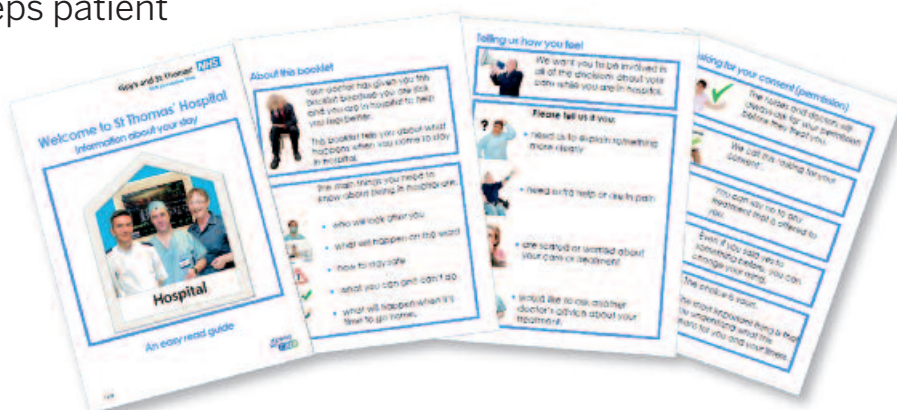 eps patient
Guy's and St Thomas' NHS
NHS Foundation Trust
Welcome to St Thomas' Hospital
Information about your stay
Hospital
An easy read guide
About this booklet
Your doctor has given you this
booklet because you are sick
and you are in hospital to help
you feel better.
This booklet tells you about what
happens when you come to stay
in hospital.
The main things you need to
know about being in hospital are:
• who will look after you
• what will happen on the ward
• how to stay safe
• what you can and can't do
• what will happen when it's
time to go home.
Telling us how you feel
We want you to be involved in
all of the decisions about your
care while you are in hospital.
Please tell us if you:
• need us to explain something
more clearly
• need extra help or are in pain
• are scared or worried about
your care or treatment
• would like to ask another
doctor's advice about your
treatment.
asking for your consent (permission)
The nurses and doctors will
always ask for your permission
before they treat you.
We call this 'asking for your
consent'.
You can say no to any
treatment that is offered to
you.
Even if you said yes to
something before, you can
change your mind.
The choice is yours.
The most important thing is that
you understand what this
means for you and your illness.